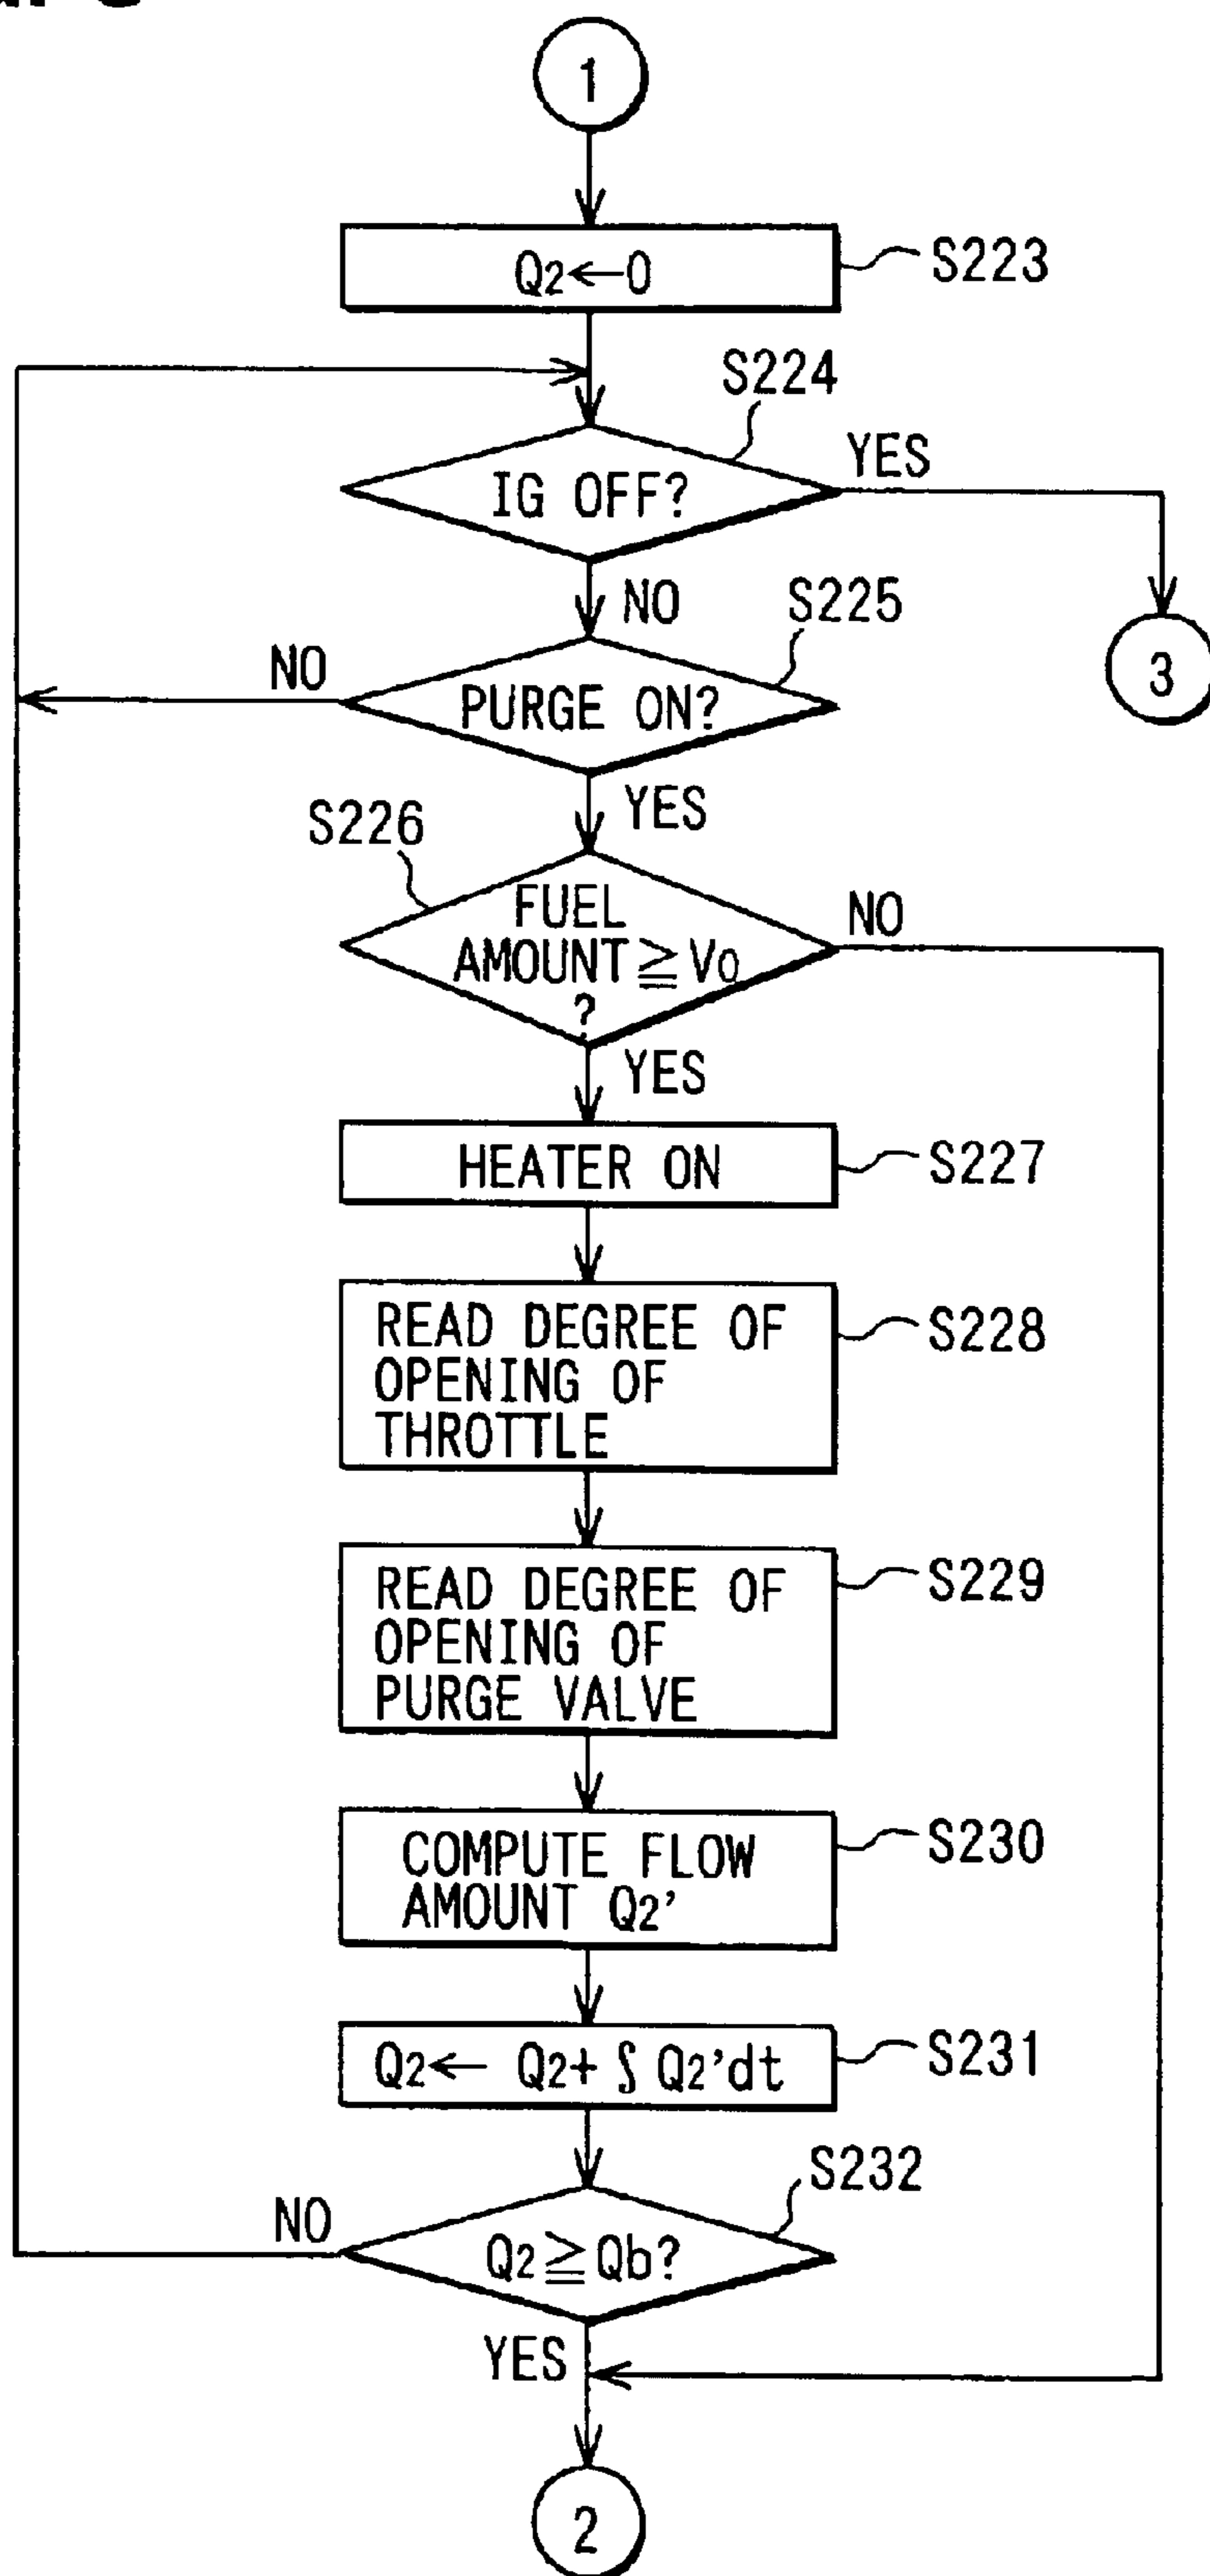 1
Q2←0
S223
S224
IG OFF?
YES
NO
S225
NO
PURGE ON?
3
YES
S226
FUEL
AMOUNT≧V0
?
NO
YES
HEATER ON
S227
READ DEGREE OF
OPENING OF
THROTTLE
S228
READ DEGREE OF
OPENING OF
PURGE VALVE
S229
COMPUTE FLOW
AMOUNT Q2'
S230
Q2← Q2+ ∫ Q2'dt
S231
S232
NO
Q2≧Qb?
YES
2